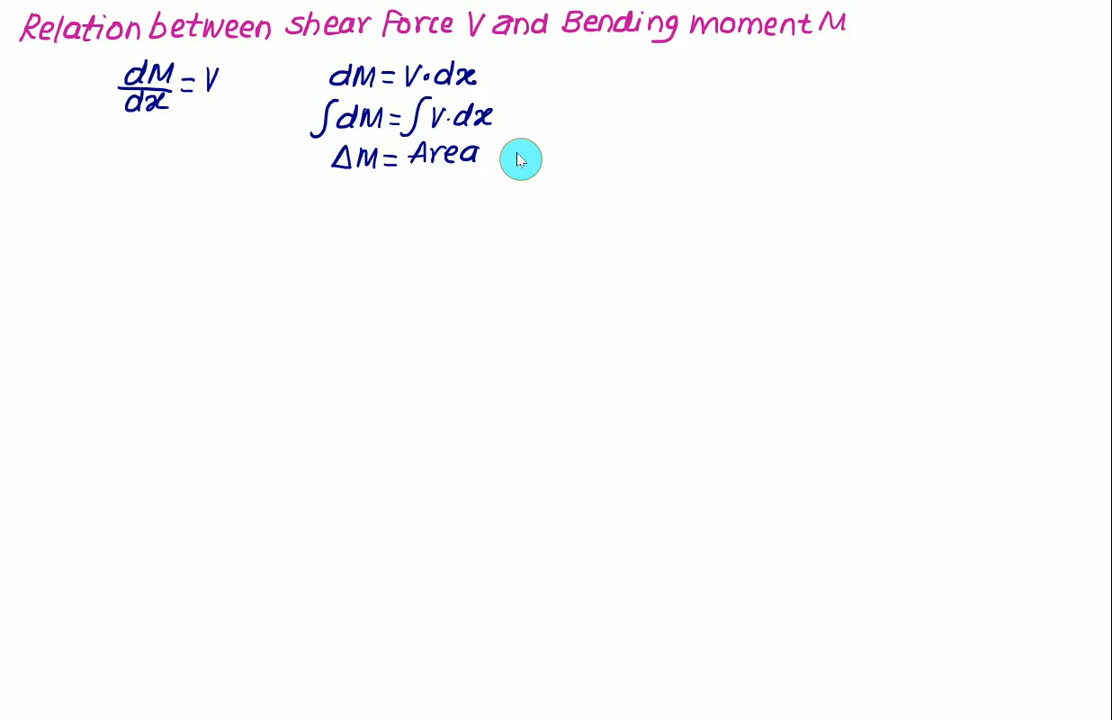 Relation between shear Force V and Bending moment M
dM/dx = V
dM = V·dx
∫dM = ∫V·dx
ΔM = Area